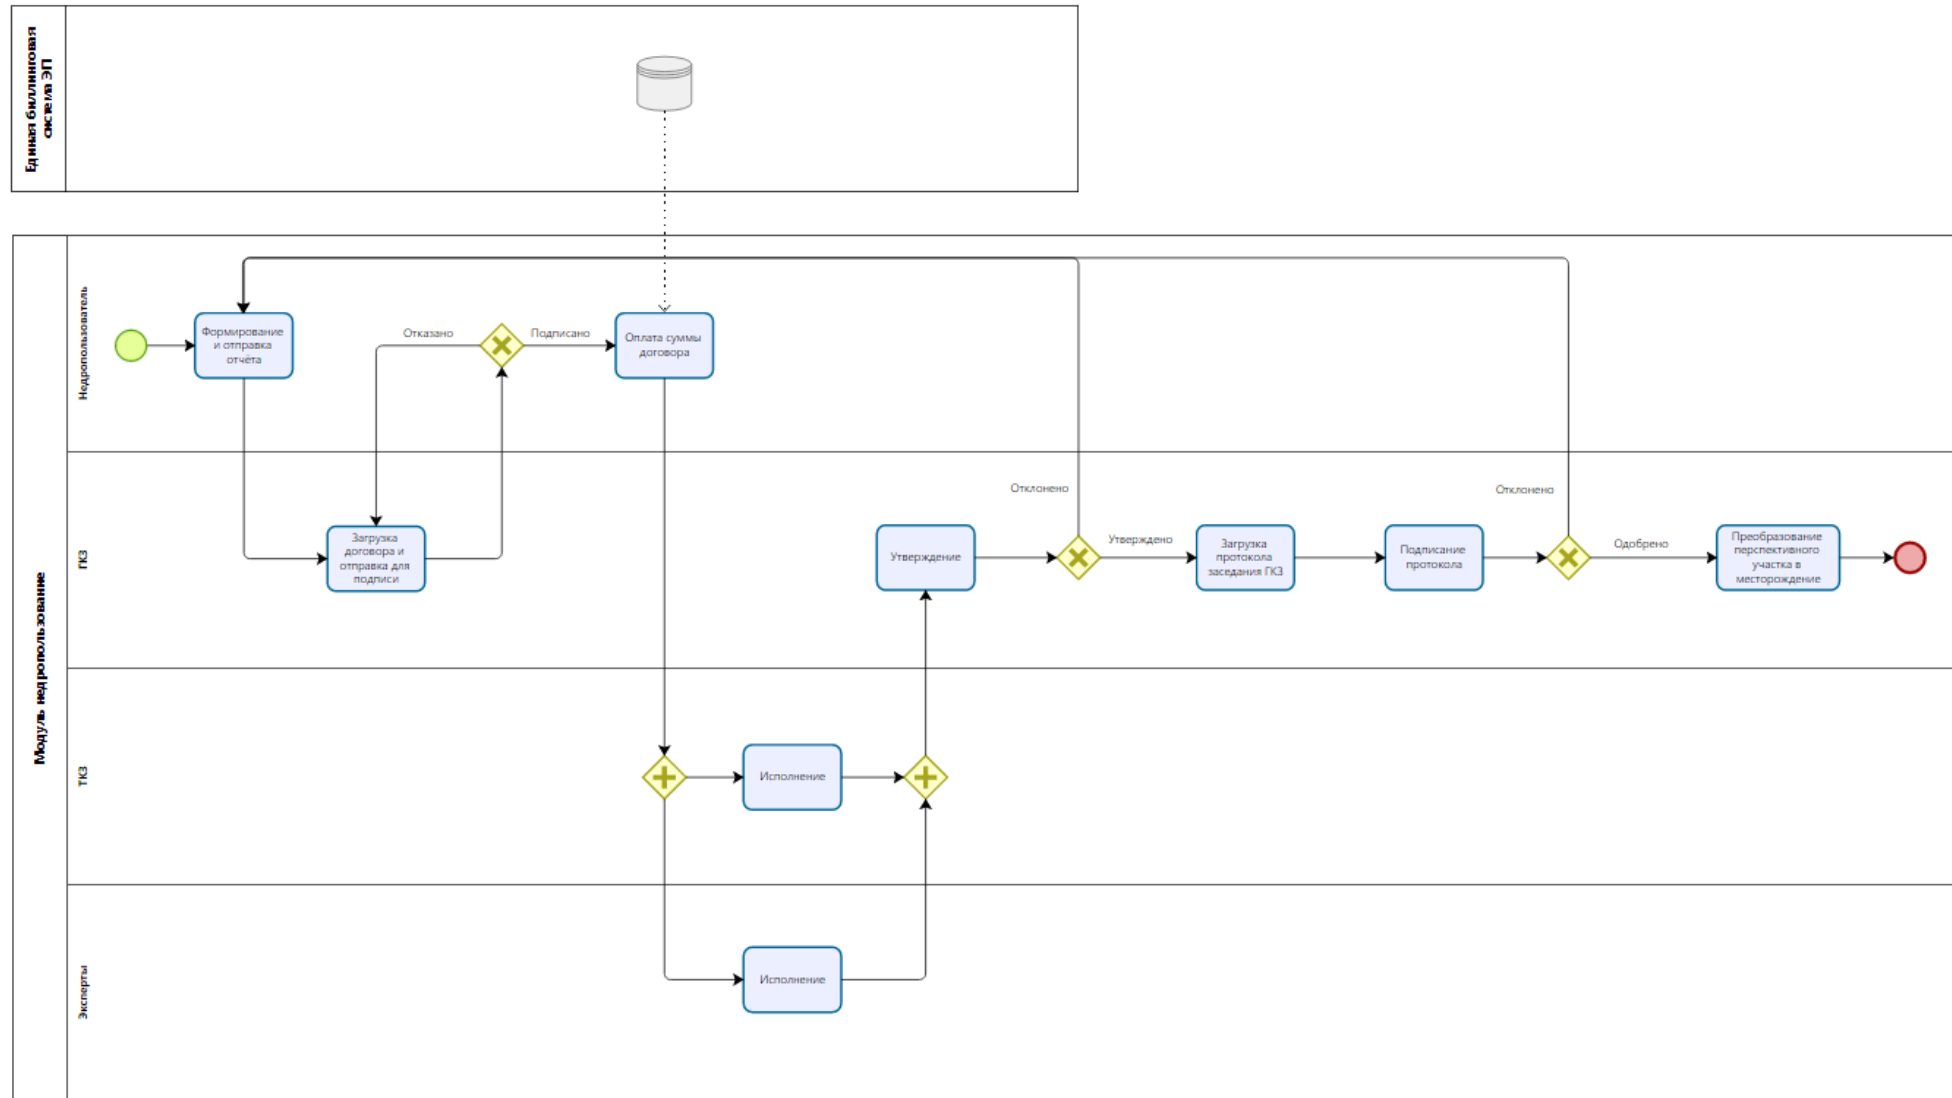 Единая биллинговая
система ЭП
Модуль недропользование
Недропользователь
Формирование
и отправка
отчёта
Отказано
Подписано
Оплата суммы
договора
ГКЗ
Загрузка
договора и
отправка для
подписи
Утверждение
Отклонено
Утверждено
Загрузка
протокола
заседания ГКЗ
Подписание
протокола
Отклонено
Одобрено
Преобразование
перспективного
участка в
месторождение
ТКЗ
Исполнение
Эксперты
Исполнение